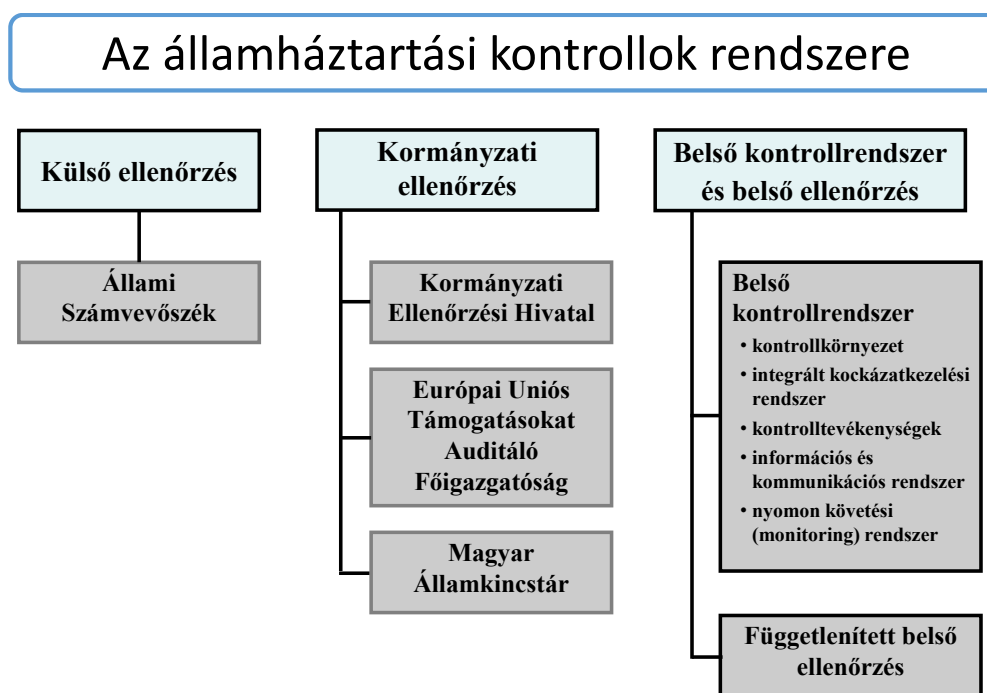 Az államháztartási kontrollok rendszere
Külső ellenőrzés
Állami
Számvevőszék
Kormányzati
ellenőrzés
Kormányzati
Ellenőrzési Hivatal
Európai Uniós
Támogatásokat
Auditáló
Főigazgatóság
Magyar
Államkincstár
Belső kontrollrendszer
és belső ellenőrzés
Belső
kontrollrendszer
• kontrollkörnyezet
• integrált kockázatkezelési
rendszer
• kontrolltevékenységek
• információs és
kommunikációs rendszer
• nyomon követési
(monitoring) rendszer
Függetlenített belső
ellenőrzés